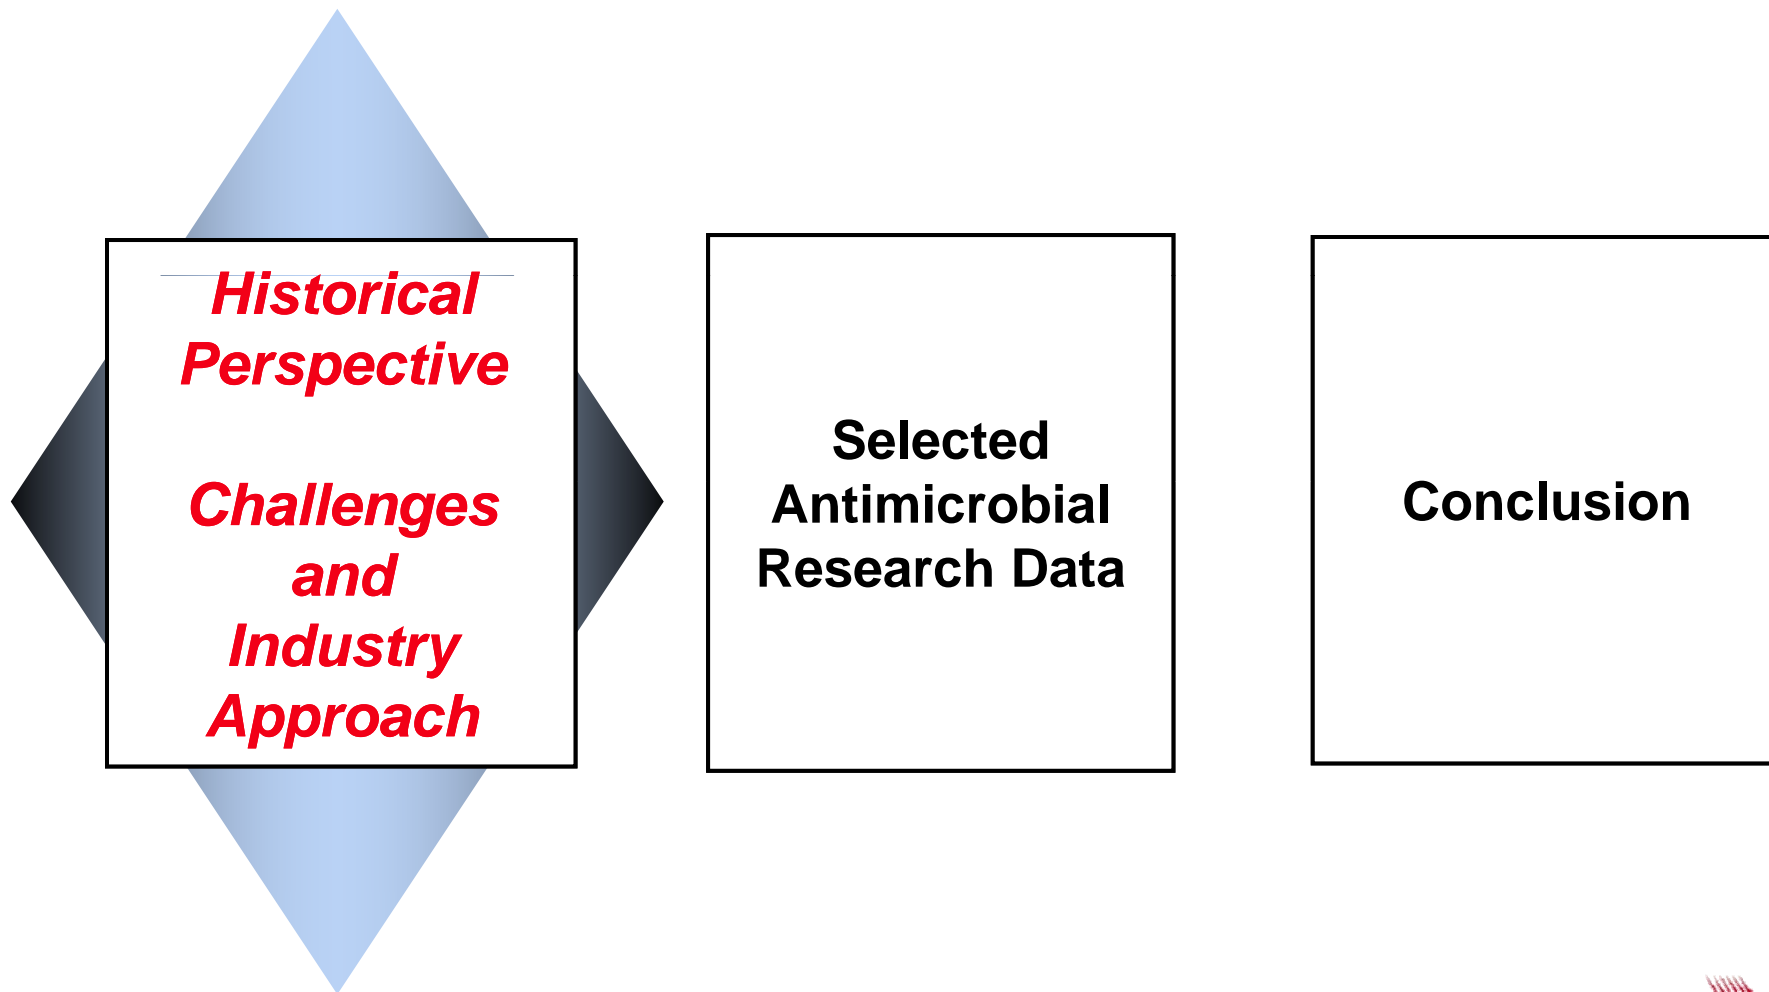 Historical
Perspective
Challenges
and
Industry
Approach
Selected
Antimicrobial
Research Data
Conclusion